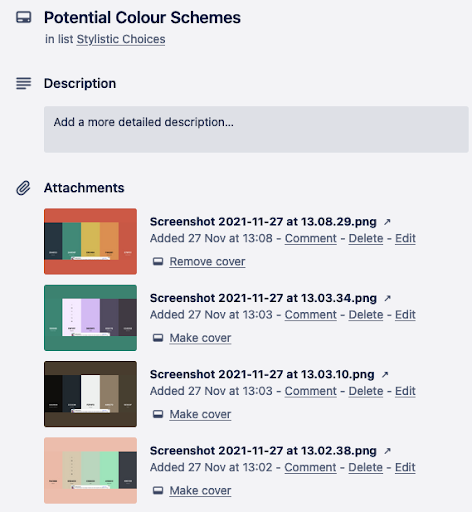 Potential Colour Schemes
in list Stylistic Choices
Description
Add a more detailed description...
Attachments
Screenshot 2021-11-27 at 13.08.29.png ↗
Added 27 Nov at 13:08 - Comment - Delete - Edit
Remove cover
Screenshot 2021-11-27 at 13.03.34.png ↗
Added 27 Nov at 13:03 - Comment - Delete - Edit
Make cover
Screenshot 2021-11-27 at 13.03.10.png ↗
Added 27 Nov at 13:03 - Comment - Delete - Edit
Make cover
Screenshot 2021-11-27 at 13.02.38.png ↗
Added 27 Nov at 13:02 - Comment - Delete - Edit
Make cover